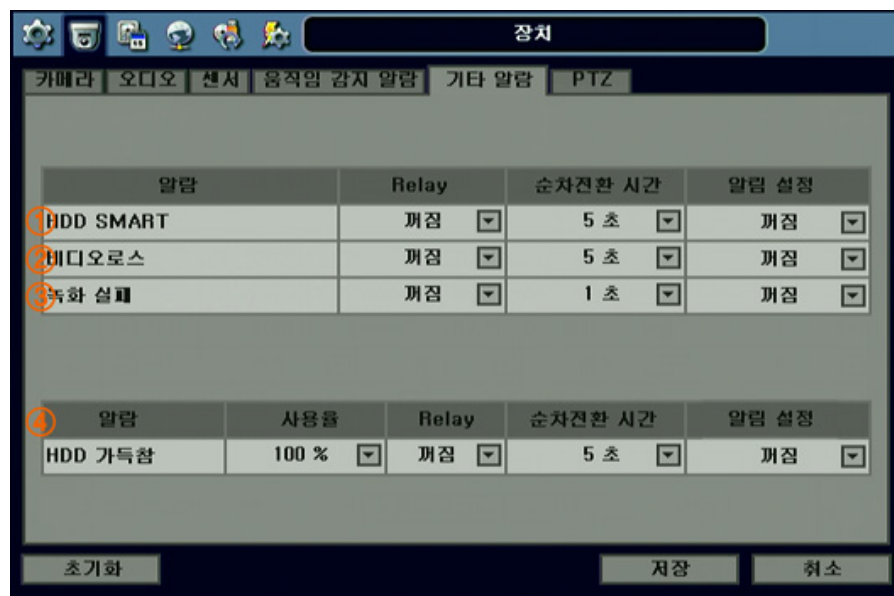 장치
카메라 오디오 센서 움직임 감지 알람 기타 알람 PTZ
알람 Relay 순차전환 시간 알림 설정
① HDD SMART 꺼짐 5 초 꺼짐
② 비디오로스 꺼짐 5 초 꺼짐
③ 녹화 실패 꺼짐 1 초 꺼짐
④ 알람 사용율 Relay 순차전환 시간 알림 설정
HDD 가득참 100 % 꺼짐 5 초 꺼짐
초기화 저장 취소